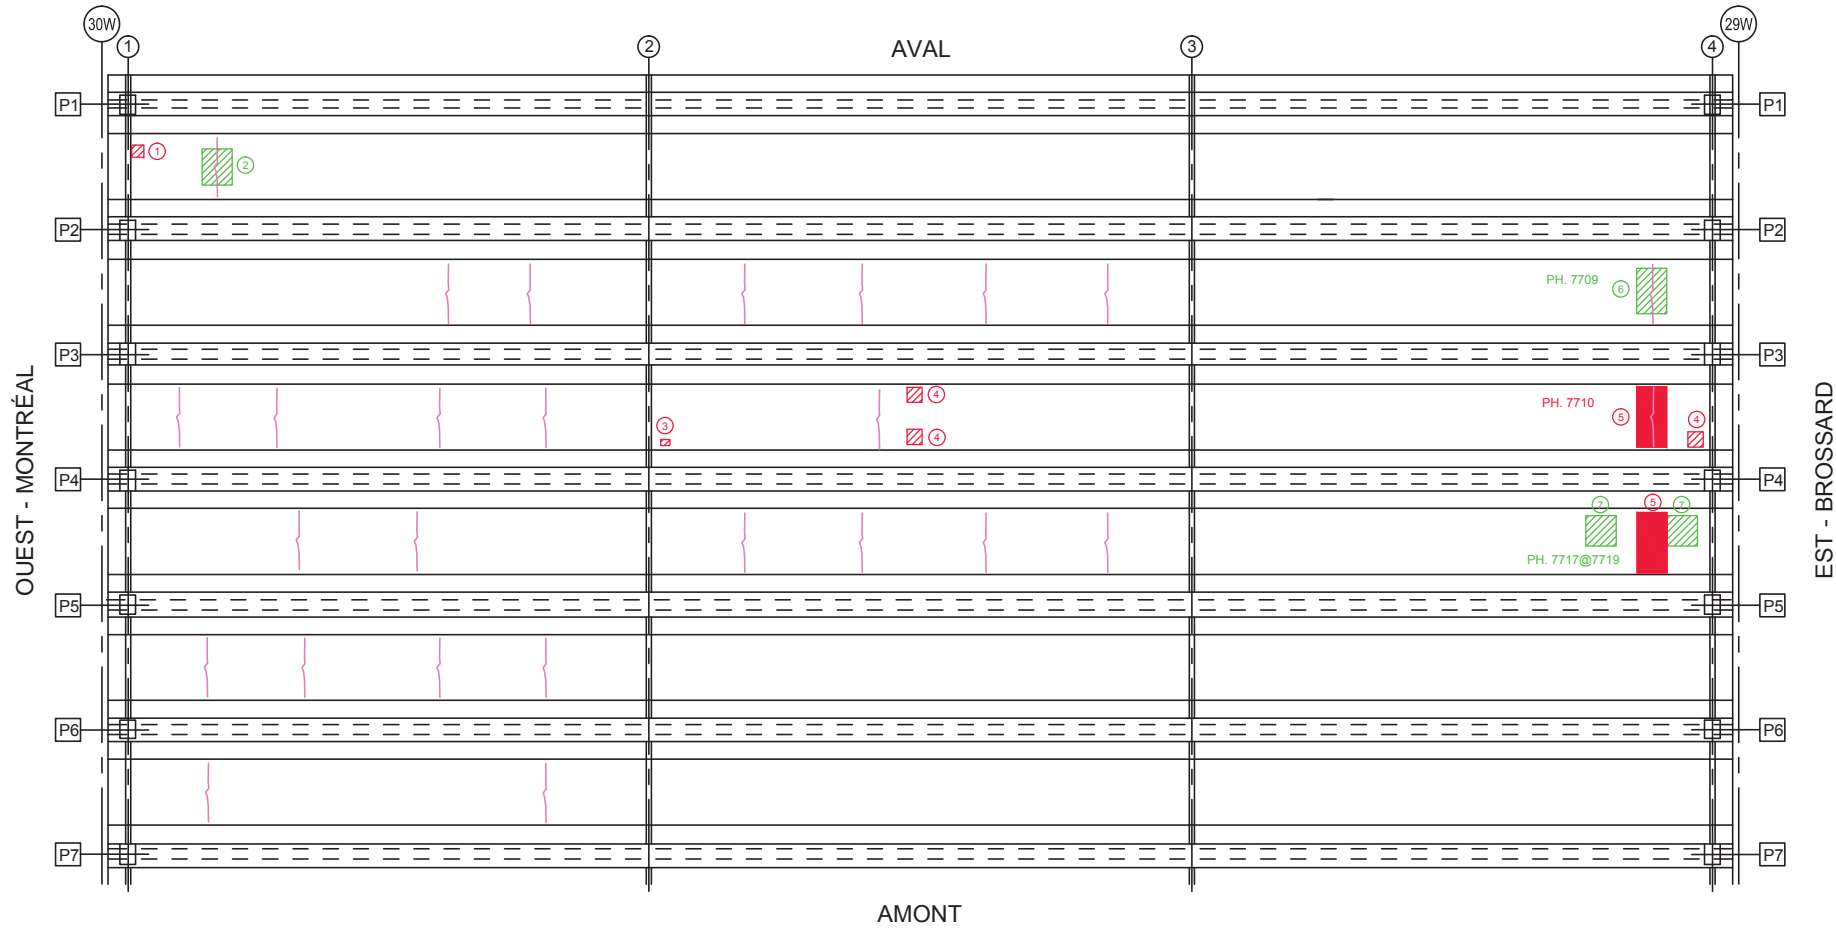 30W
29W
1
2
3
4
AVAL
P1
P1
1
2
P2
P2
PH. 7709
6
P3
P3
OUEST - MONTRÉAL
EST - BROSSARD
4
PH. 7710
5
4
3
4
P4
P4
7
5
7
PH. 7717@7719
P5
P5
P6
P6
P7
P7
AMONT